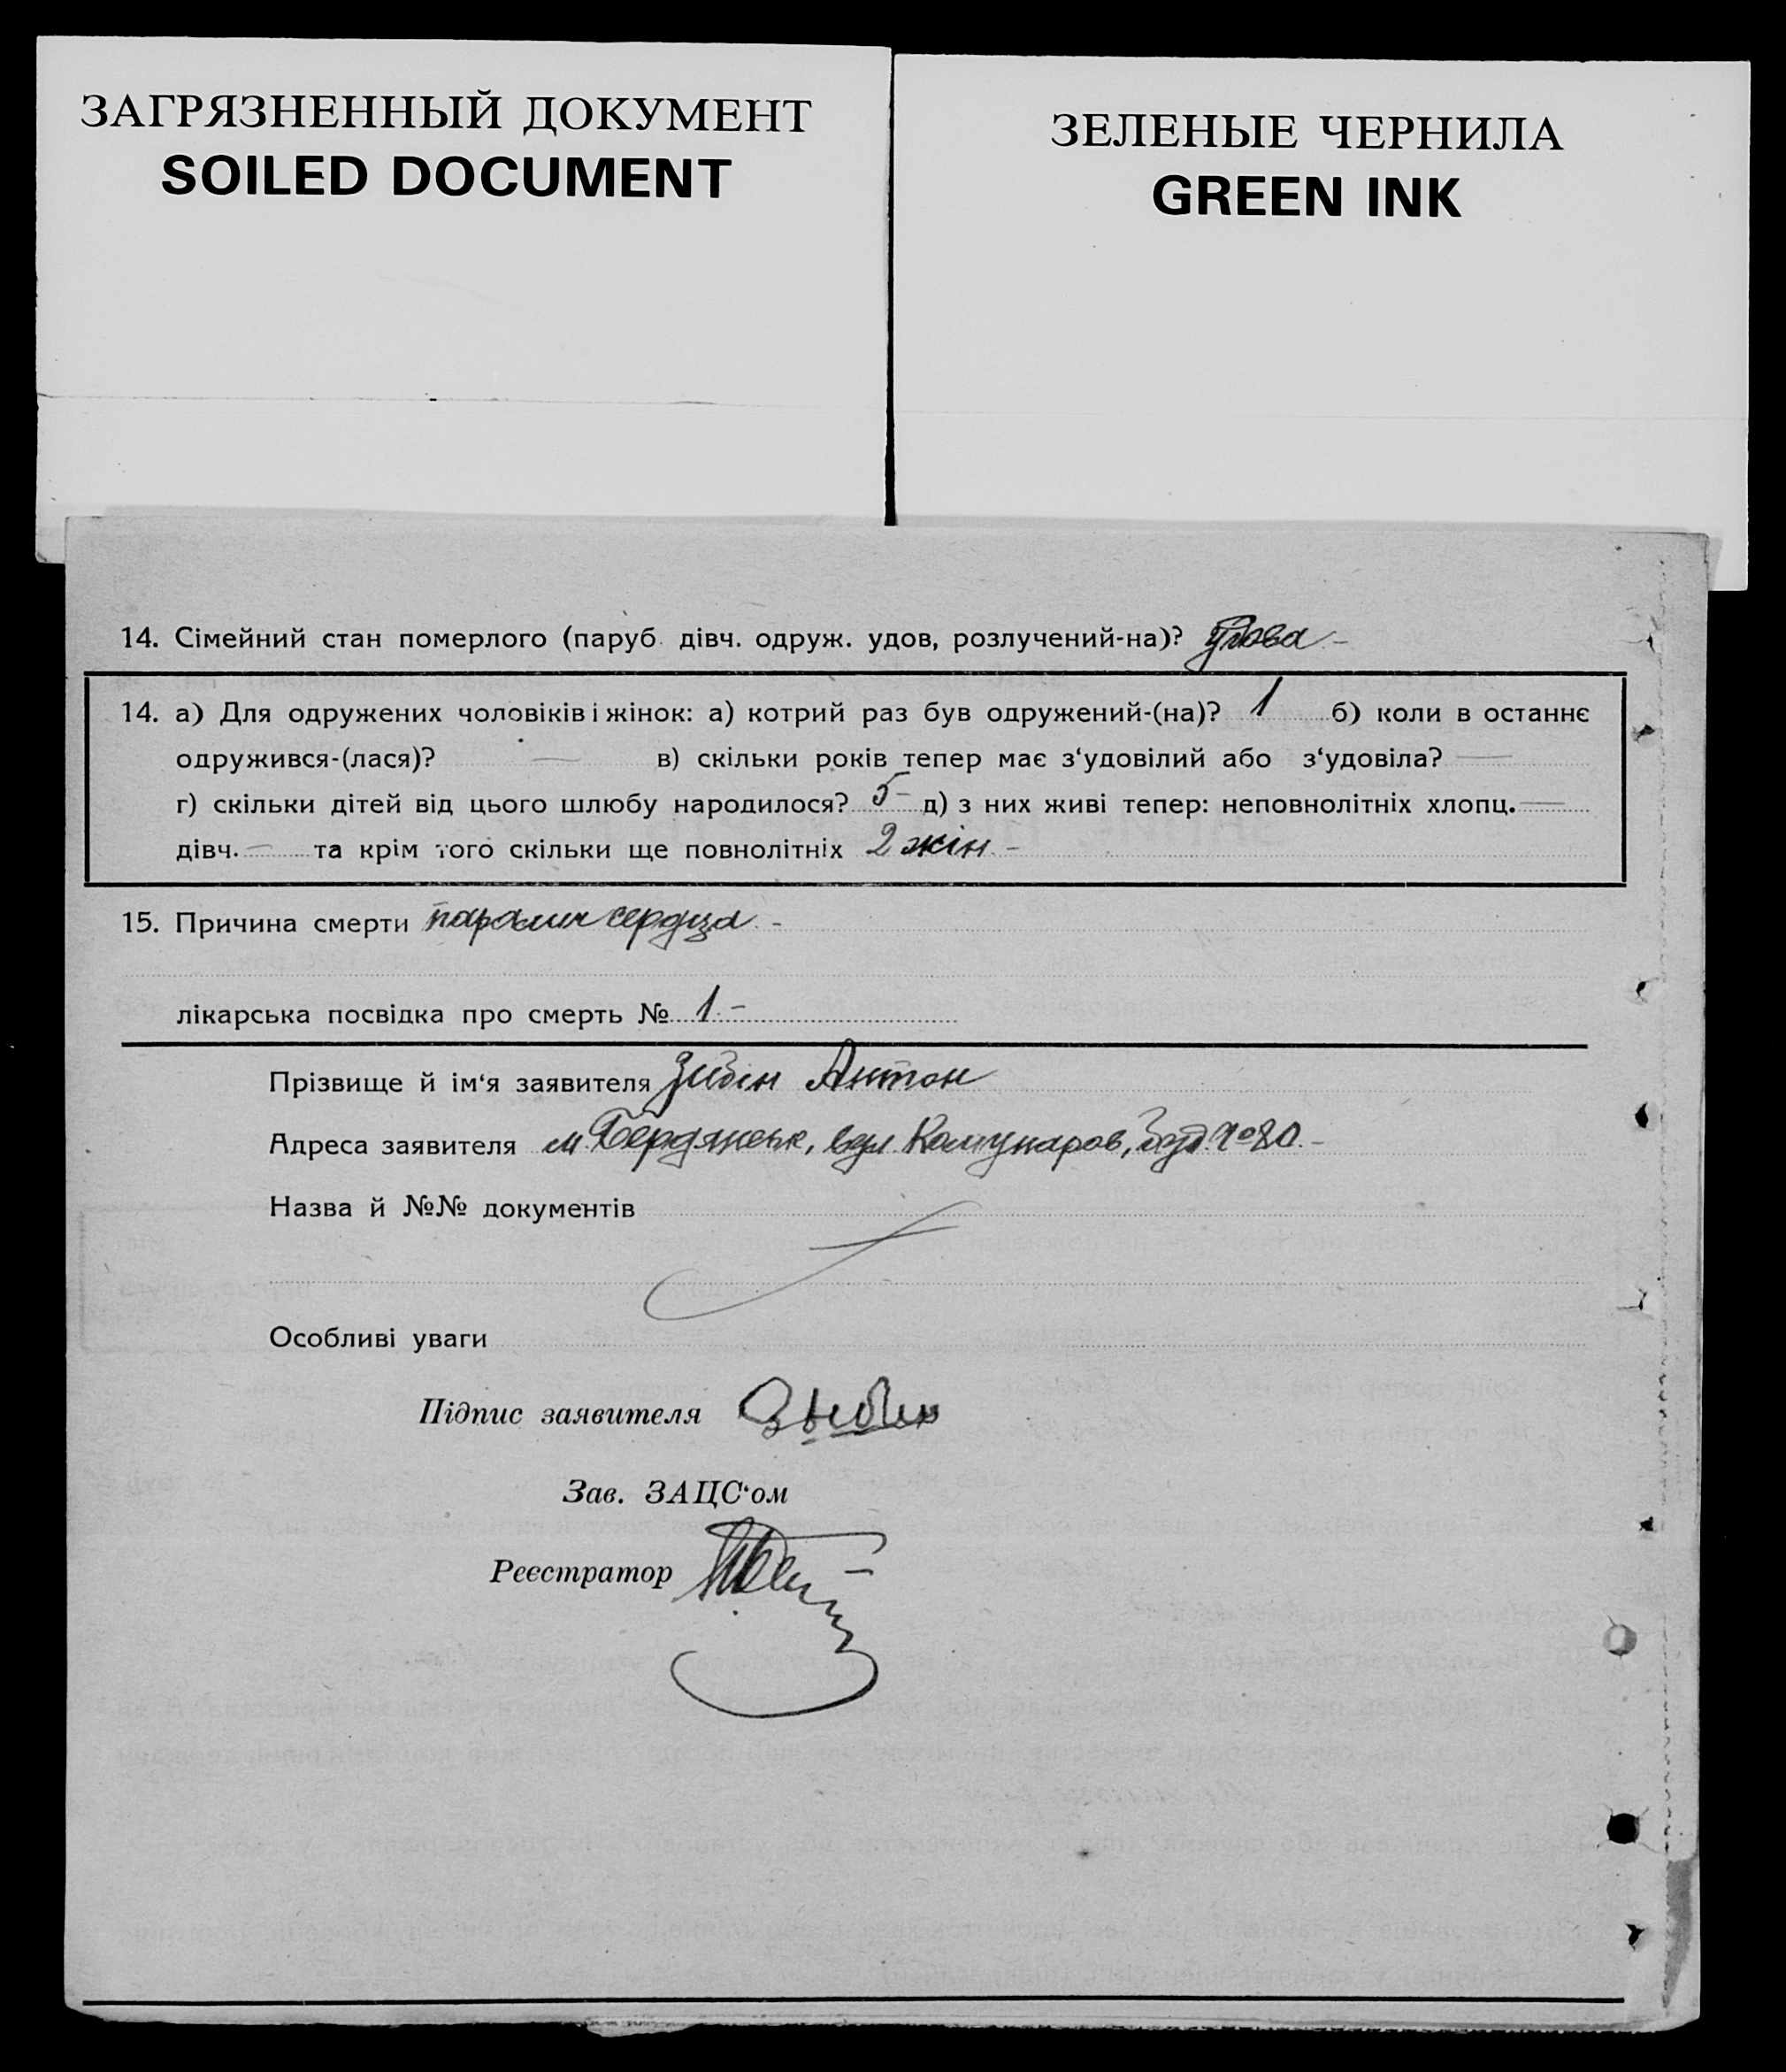 ЗАГРЯЗНЕННЫЙ ДОКУМЕНТ
SOILED DOCUMENT
ЗЕЛЕНЫЕ ЧЕРНИЛА
GREEN INK
14. Сімейний стан померлого (паруб. дівч. одруж. удов, розлучений-на)? удова -
14. а) Для одружених чоловіків і жінок: а) котрий раз був одружений-(на)? 1 б) коли в останнє
одружився-(лася)? — в) скільки років тепер має з‘удовілий або з‘удовіла? —
г) скільки дітей від цього шлюбу народилося? 5 - д) з них живі тепер: неповнолітніх хлопц. —
дівч. — та крім того скільки ще повнолітніх 2 жін. -
15. Причина смерти паралич сердца -
лікарська посвідка про смерть № 1 -
Прізвище й ім‘я заявителя Зибін Антон
Адреса заявителя м. Бердянськ, вул. Комунаров, буд. № 80. -
Назва й №№ документів
Особливі уваги
Підпис заявителя Зыбин
Зав. ЗАЦС‘ом
Реєстратор